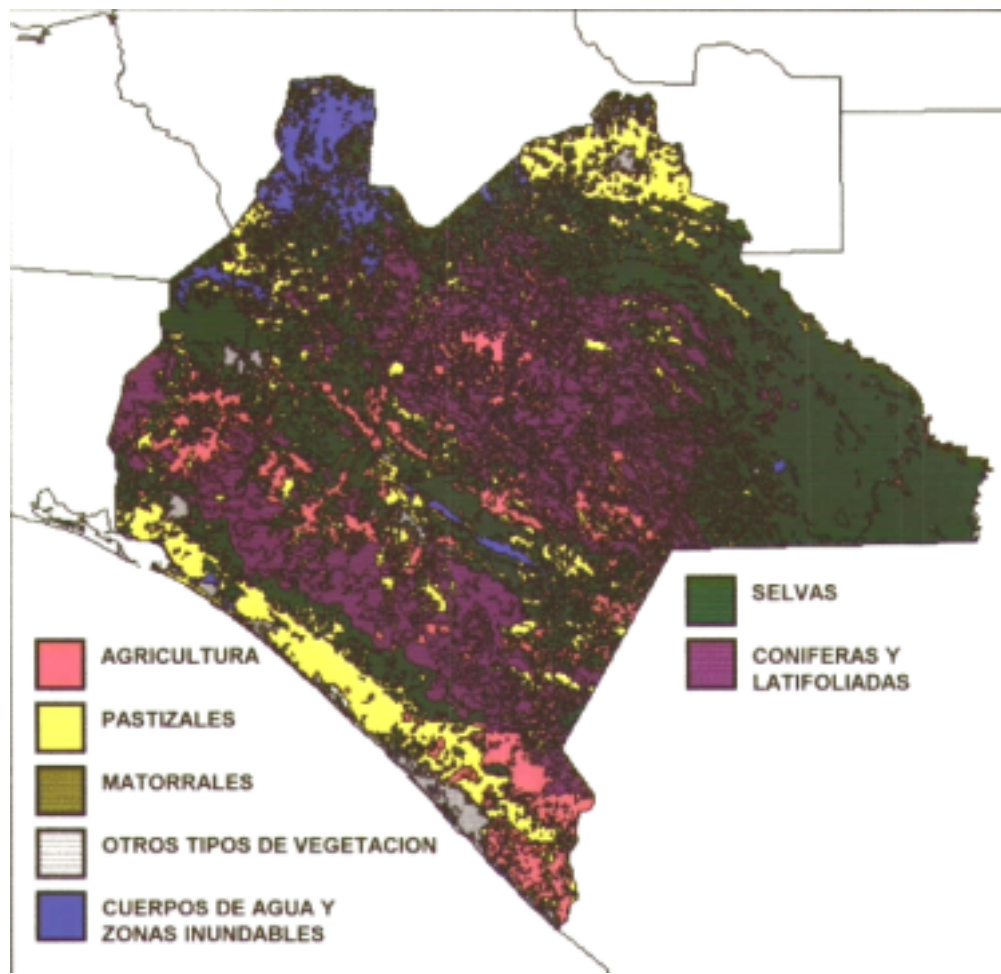 AGRICULTURA
PASTIZALES
MATORRALES
OTROS TIPOS DE VEGETACION
CUERPOS DE AGUA Y
ZONAS INUNDABLES
SELVAS
CONIFERAS Y
LATIFOLIADAS